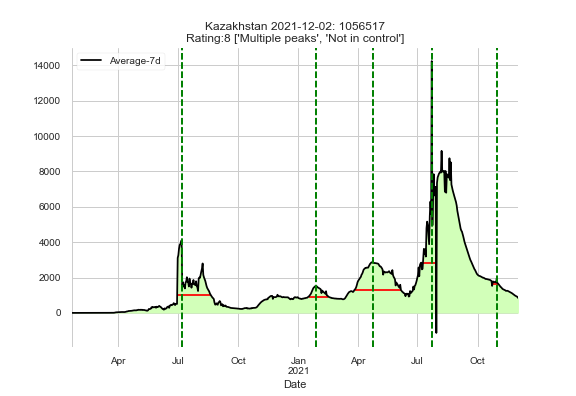 Kazakhstan 2021-12-02: 1056517
Rating:8 ['Multiple peaks', 'Not in control']
Average-7d
14000
12000
10000
8000
6000
4000
2000
0
Apr Jul Oct Jan Apr Jul Oct
2021
Date